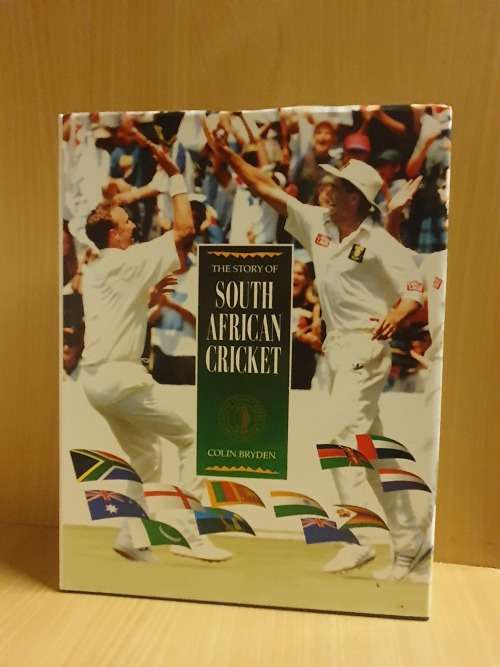 THE STORY OF
SOUTH
AFRICAN
CRICKET
COLIN BRYDEN